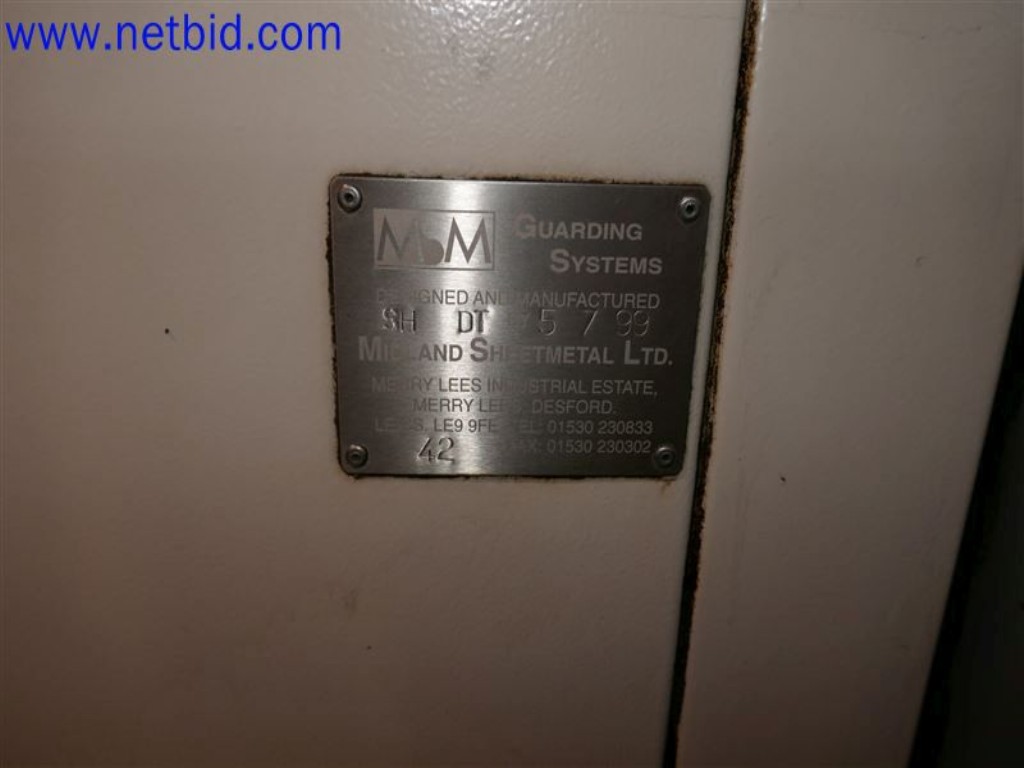 www.netbid.com
MSM GUARDING
SYSTEMS
DESIGNED AND MANUFACTURED
SH DT 5 7 99
MIDLAND SHEETMETAL LTD.
MERRY LEES INDUSTRIAL ESTATE,
MERRY LEES, DESFORD.
LEICS. LE9 9FE TEL: 01530 230833
42 FAX: 01530 230302